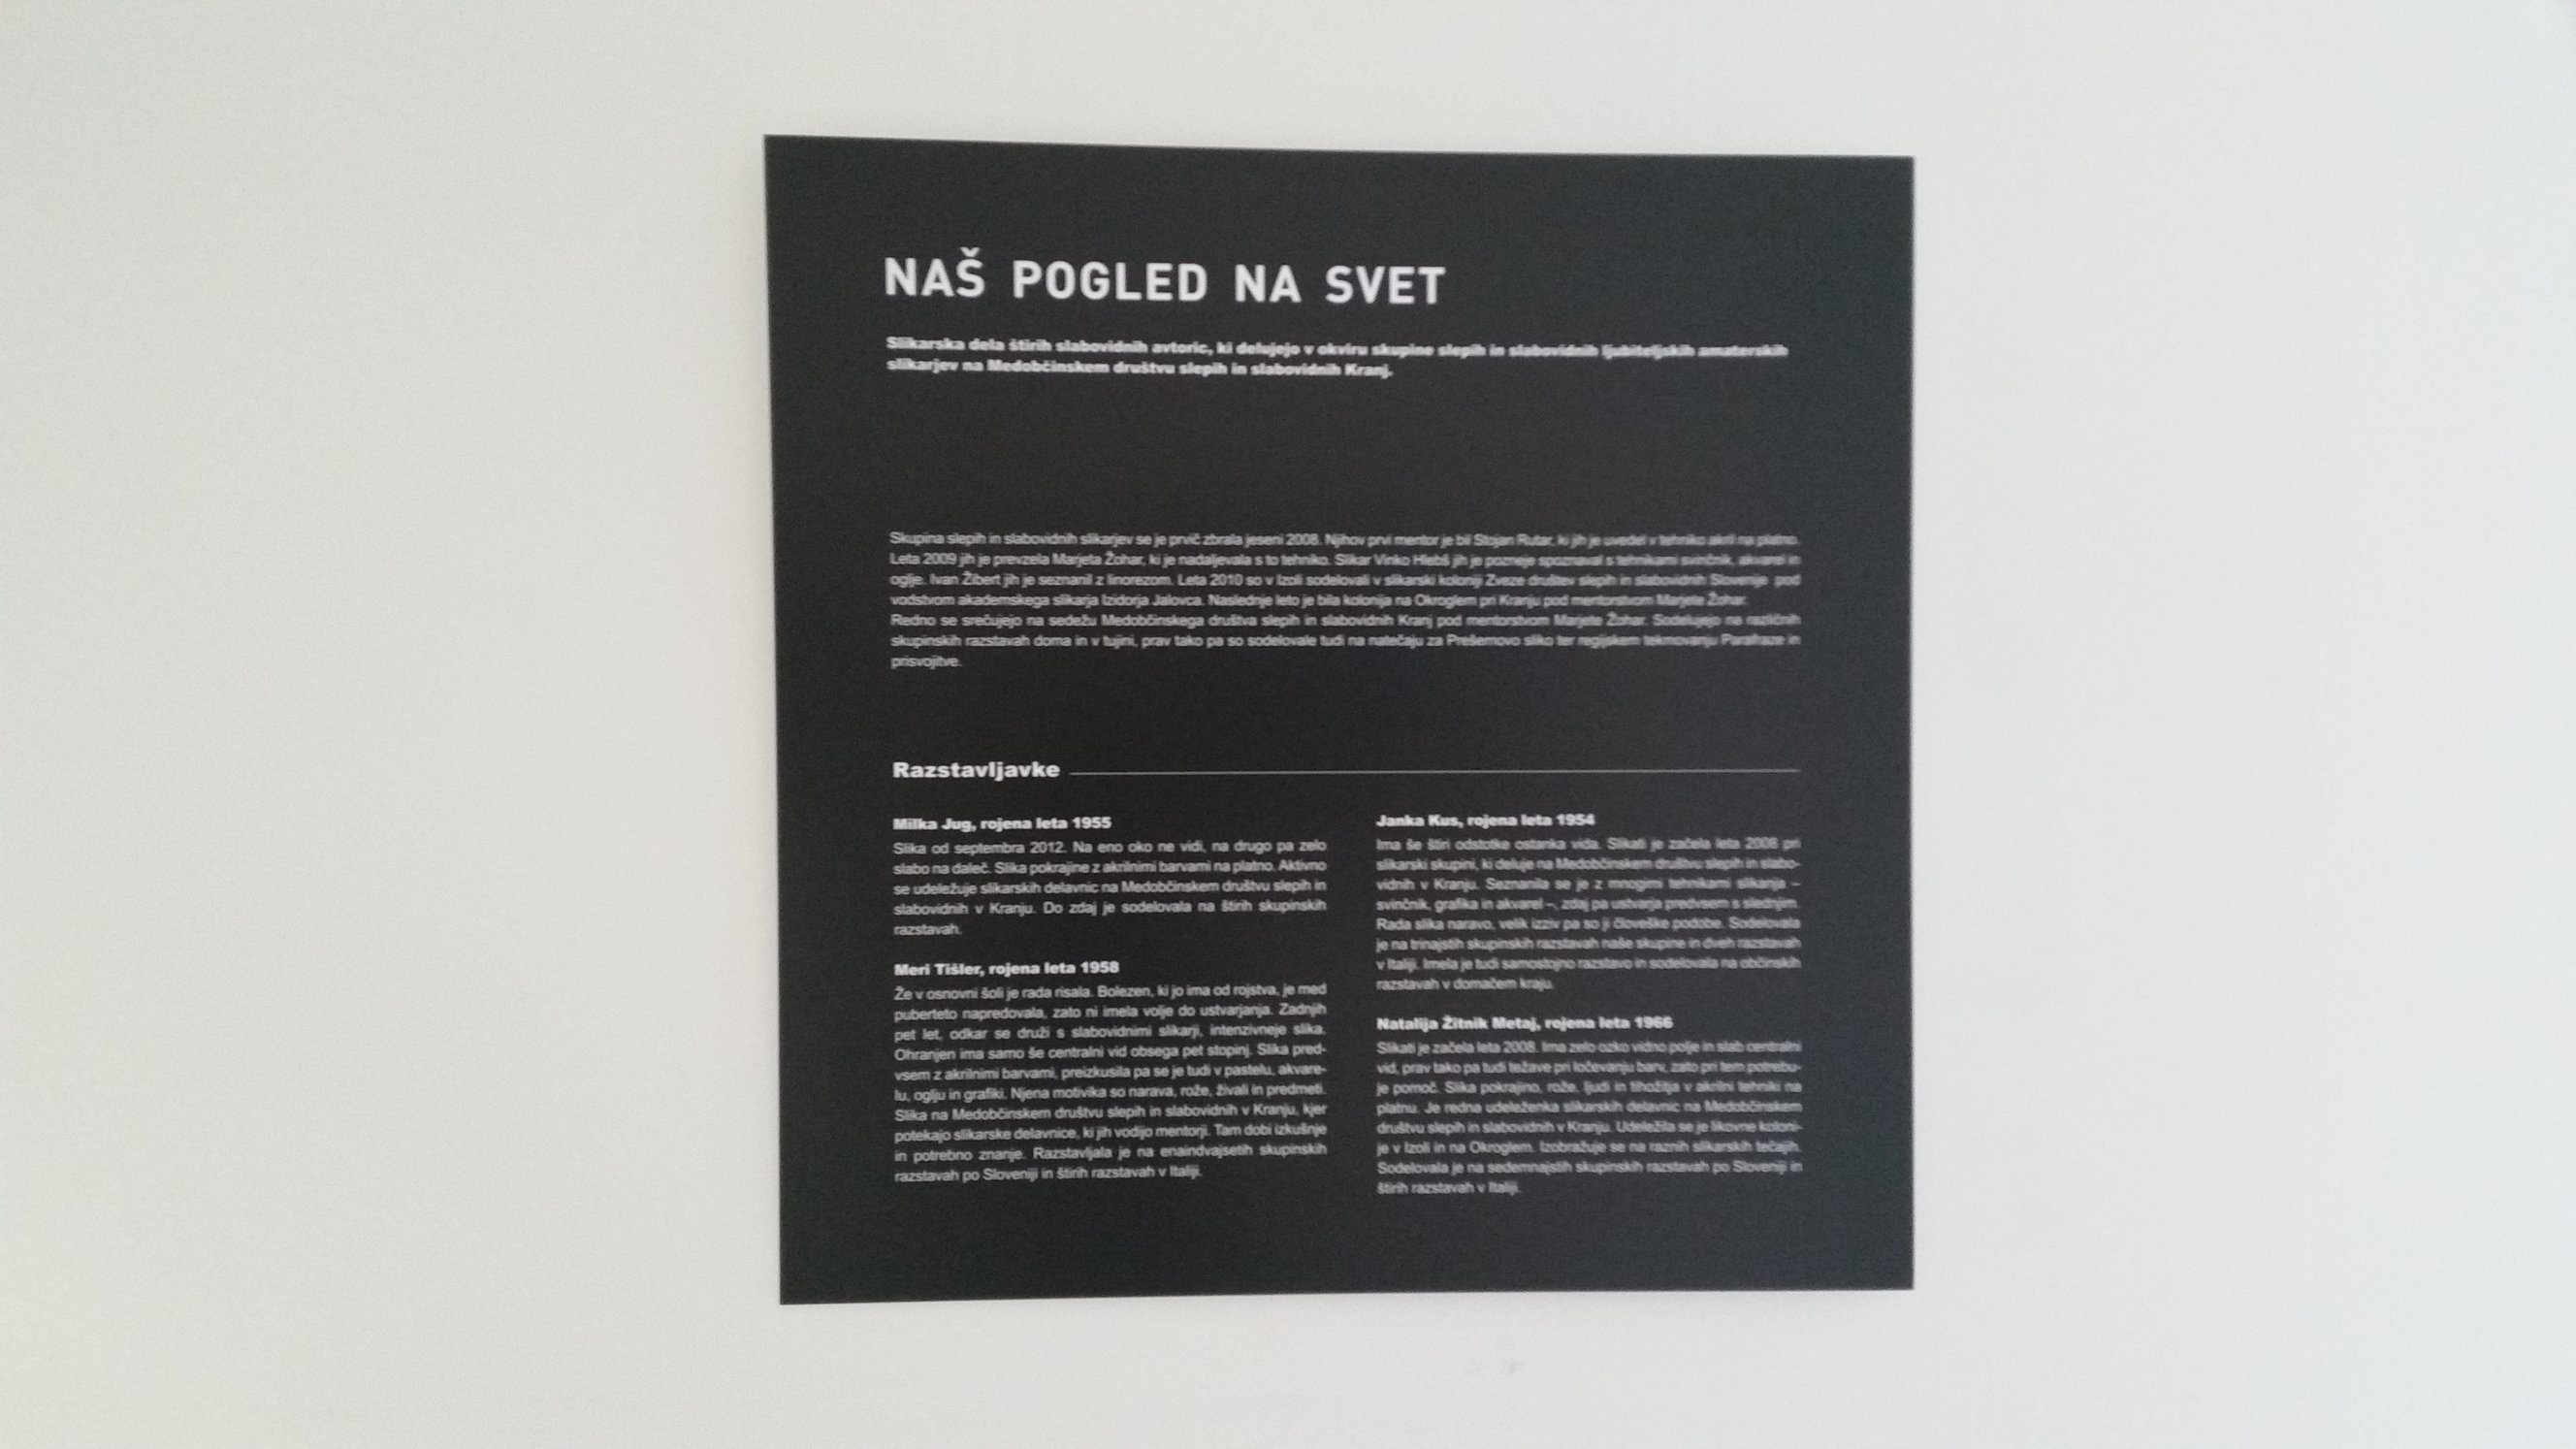 NAŠ POGLED NA SVET
Slikarska dela štirih slabovidnih avtoric, ki delujejo v okviru skupine slepih in slabovidnih ljubiteljskih amaterskih
slikarjev na Medobčinskem društvu slepih in slabovidnih Kranj.
Skupina slepih in slabovidnih slikarjev se je prvič zbrala jeseni 2008. Njihov prvi mentor je bil Stojan Rutar, ki jih je uvedel v tehniko akril na platno.
Leta 2009 jih je prevzela Marjeta Žohar, ki je nadaljevala s to tehniko. Slikar Vinko Hlebš jih je pozneje spoznaval s tehnikami svinčnik, akvarel in
oglje. Ivan Žibert jih je seznanil z linorezom. Leta 2010 so v Izoli sodelovali v slikarski koloniji Zveze društev slepih in slabovidnih Slovenije pod
vodstvom akademskega slikarja Izidorja Jalovca. Naslednje leto je bila kolonija na Okroglem pri Kranju pod mentorstvom Marjete Žohar.
Redno se srečujejo na sedežu Medobčinskega društva slepih in slabovidnih Kranj pod mentorstvom Marjete Žohar. Sodelujejo na različnih
skupinskih razstavah doma in v tujini, prav tako pa so sodelovale tudi na natečaju za Prešernovo sliko ter regijskem tekmovanju Parafraze in
prisvojitve.
Razstavljavke
Milka Jug, rojena leta 1955
Slika od septembra 2012. Na eno oko ne vidi, na drugo pa zelo
slabo na daleč. Slika pokrajine z akrilnimi barvami na platno. Aktivno
se udeležuje slikarskih delavnic na Medobčinskem društvu slepih in
slabovidnih v Kranju. Do zdaj je sodelovala na štirih skupinskih
razstavah.
Meri Tišler, rojena leta 1958
Že v osnovni šoli je rada risala. Bolezen, ki jo ima od rojstva, je med
puberteto napredovala, zato ni imela volje do ustvarjanja. Zadnjih
pet let, odkar se druži s slabovidnimi slikarji, intenzivneje slika.
Ohranjen ima samo še centralni vid obsega pet stopinj. Slika pred-
vsem z akrilnimi barvami, preizkusila pa se je tudi v pastelu, akvare-
lu, oglju in grafiki. Njena motivika so narava, rože, živali in predmeti.
Slika na Medobčinskem društvu slepih in slabovidnih v Kranju, kjer
potekajo slikarske delavnice, ki jih vodijo mentorji. Tam dobi izkušnje
in potrebno znanje. Razstavljala je na enaindvajsetih skupinskih
razstavah po Sloveniji in štirih razstavah v Italiji.
Janka Kus, rojena leta 1954
Ima še štiri odstotke ostanka vida. Slikati je začela leta 2008 pri
slikarski skupini, ki deluje na Medobčinskem društvu slepih in slabo-
vidnih v Kranju. Seznanila se je z mnogimi tehnikami slikanja –
svinčnik, grafika in akvarel –, zdaj pa ustvarja predvsem s slednjim.
Rada slika naravo, velik izziv pa so ji človeške podobe. Sodelovala
je na trinajstih skupinskih razstavah naše skupine in dveh razstavah
v Italiji. Imela je tudi samostojno razstavo in sodelovala na občinskih
razstavah v domačem kraju.
Natalija Žitnik Metaj, rojena leta 1966
Slikati je začela leta 2008. Ima zelo ozko vidno polje in slab centralni
vid, prav tako pa tudi težave pri ločevanju barv, zato pri tem potrebu-
je pomoč. Slika pokrajino, rože, ljudi in tihožitja v akrilni tehniki na
platnu. Je redna udeleženka slikarskih delavnic na Medobčinskem
društvu slepih in slabovidnih v Kranju. Udeležila se je likovne koloni-
je v Izoli in na Okroglem. Izobražuje se na raznih slikarskih tečajih.
Sodelovala je na sedemnajstih skupinskih razstavah po Sloveniji in
štirih razstavah v Italiji.